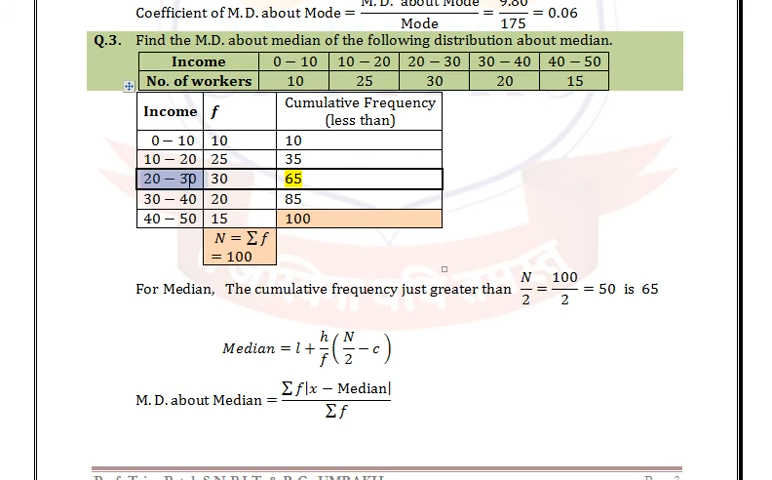 Coefficient of M.D. about Mode = M.D. about Mode / Mode = 9.80 / 175 = 0.06
Q.3. Find the M.D. about median of the following distribution about median.
Income 0 – 10 10 – 20 20 – 30 30 – 40 40 – 50
No. of workers 10 25 30 20 15
Income f Cumulative Frequency (less than)
0 – 10 10 10
10 – 20 25 35
20 – 30 30 65
30 – 40 20 85
40 – 50 15 100
N = ∑ f
= 100
For Median, The cumulative frequency just greater than N/2 = 100/2 = 50 is 65
Median = l + h/f ( N/2 – c )
M. D. about Median = ∑ f|x – Median| / ∑ f